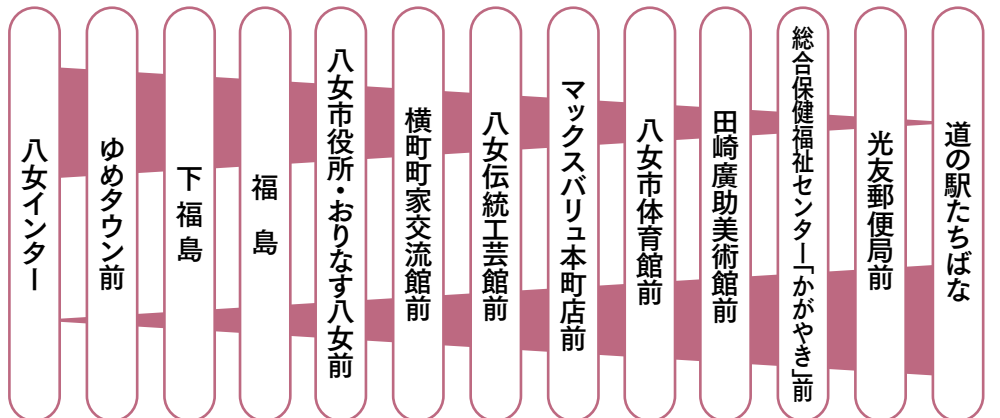 八女インター
ゆめタウン前
下福島
福島
八女市役所・おりなす八女前
横町町家交流館前
八女伝統工芸館前
マックスバリュ本町店前
八女市体育館前
田崎廣助美術館前
総合保健福祉センター「かがやき」前
光友郵便局前
道の駅たちばな